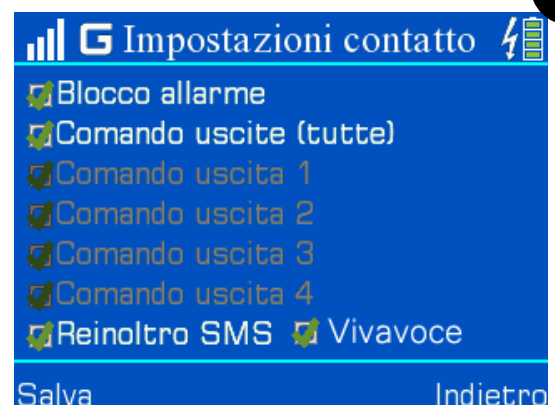 G Impostazioni contatto
Blocco allarme
Comando uscite (tutte)
Comando uscita 1
Comando uscita 2
Comando uscita 3
Comando uscita 4
Reinoltro SMS Vivavoce
Salva Indietro